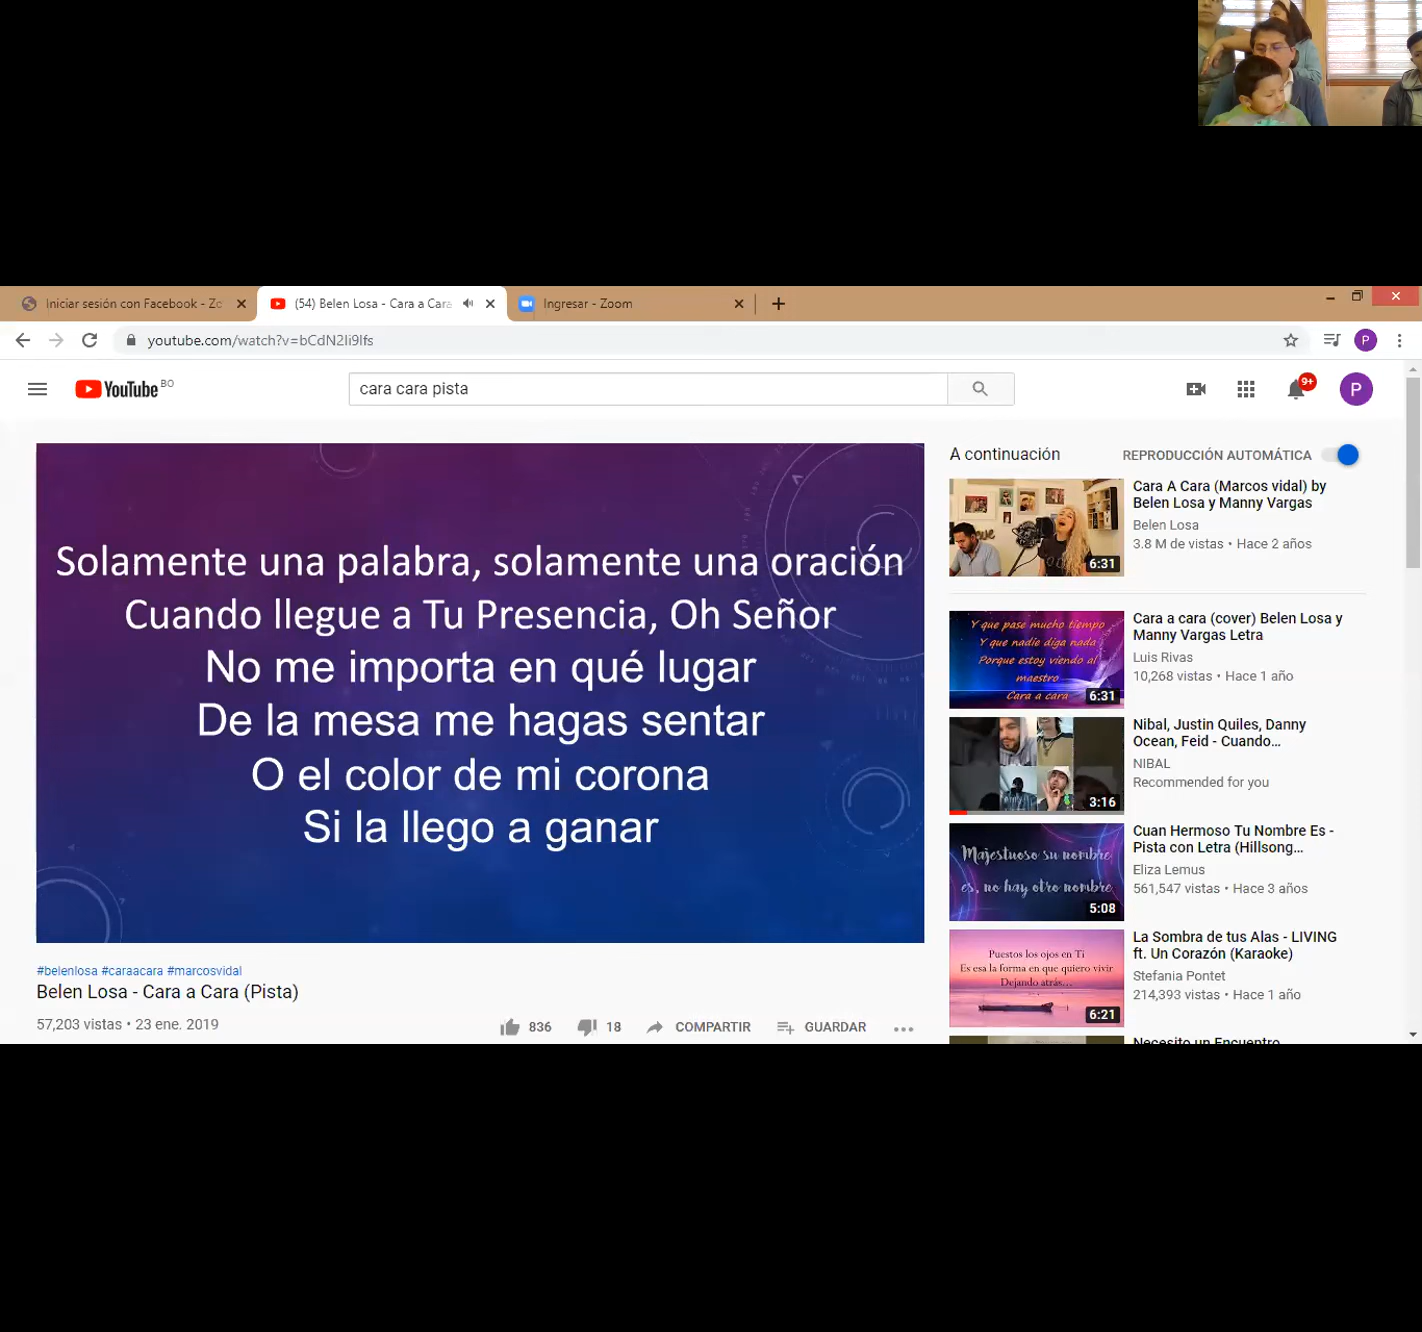 Iniciar sesión con Facebook - Zo
(54) Belen Losa - Cara a Cara
Ingresar - Zoom
youtube.com/watch?v=bCdN2Ii9Ifs
P
YouTube BO
cara cara pista
9+
P
Solamente una palabra, solamente una oración
Cuando llegue a Tu Presencia, Oh Señor
No me importa en qué lugar
De la mesa me hagas sentar
O el color de mi corona
Si la llego a ganar
#belenlosa #caraacara #marcosvidal
Belen Losa - Cara a Cara (Pista)
57,203 vistas • 23 ene. 2019
836
18
COMPARTIR
GUARDAR
A continuación
REPRODUCCIÓN AUTOMÁTICA
6:31
Cara A Cara (Marcos vidal) by
Belen Losa y Manny Vargas
Belen Losa
3.8 M de vistas • Hace 2 años
Y que pase mucho tiempo
Y que nadie diga nada
Porque estoy viendo al
maestro
Cara a cara
6:31
Cara a cara (cover) Belen Losa y
Manny Vargas Letra
Luis Rivas
10,268 vistas • Hace 1 año
3:16
Nibal, Justin Quiles, Danny
Ocean, Feid - Cuando...
NIBAL
Recommended for you
Majestuoso su nombre
es, no hay otro nombre
5:08
Cuan Hermoso Tu Nombre Es -
Pista con Letra (Hillsong...
Eliza Lemus
561,547 vistas • Hace 3 años
Puestos los ojos en Ti
Es esa la forma en que quiero vivir
Dejando atrás...
6:21
La Sombra de tus Alas - LIVING
ft. Un Corazón (Karaoke)
Stefania Pontet
214,393 vistas • Hace 1 año
Necesito un Encuentro